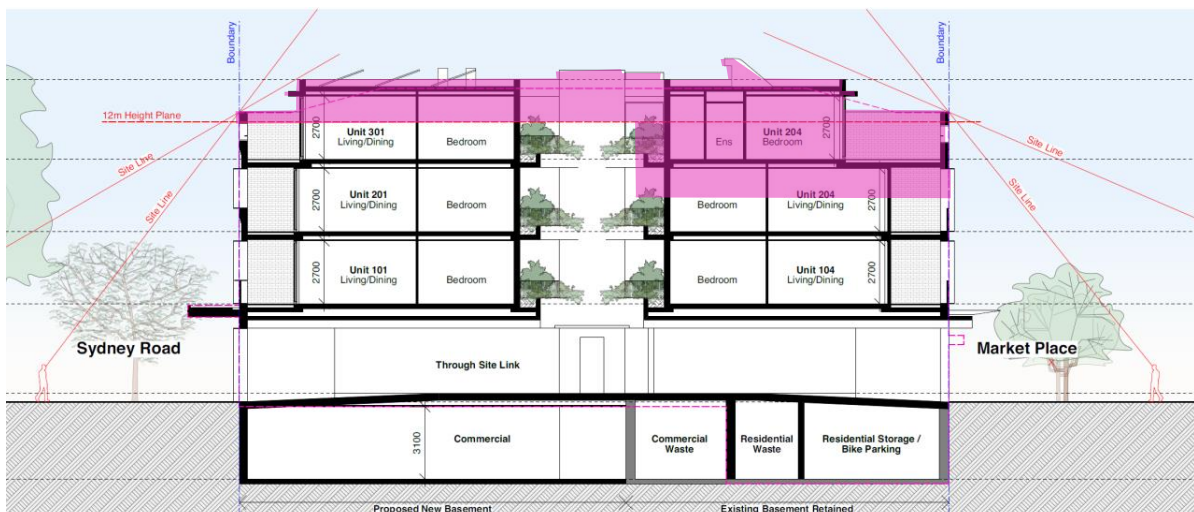 Boundary
Boundary
12m Height Plane
Site Line
Site Line
Site Line
Site Line
2700
Unit 301
Living/Dining
Bedroom
Ens
Unit 204
Bedroom
2700
2700
Unit 201
Living/Dining
Bedroom
Bedroom
Unit 204
Living/Dining
2700
2700
Unit 101
Living/Dining
Bedroom
Bedroom
Unit 104
Living/Dining
2700
Sydney Road
Market Place
Through Site Link
3100
Commercial
Commercial
Waste
Residential
Waste
Residential Storage /
Bike Parking
Proposed New Basement
Existing Basement Retained